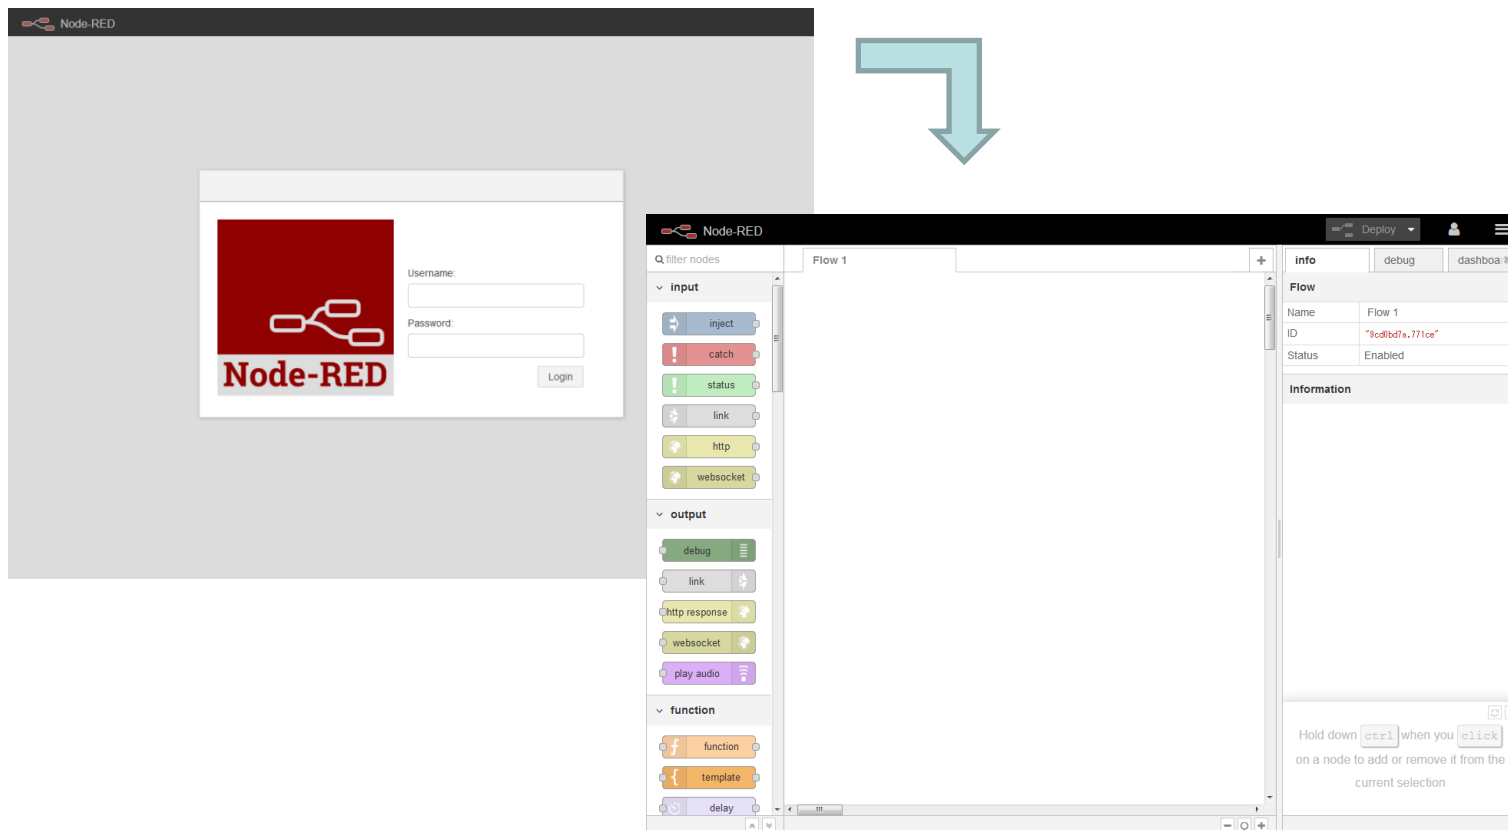 Node-RED
Username:
Password:
Node-RED
Login
Node-RED
Deploy
filter nodes
Flow 1
info
debug
input
inject
catch
status
link
http
websocket
output
debug
link
http response
websocket
play audio
function
function
template
delay
Flow
Name Flow 1
ID "8cd0bd7a.771ce"
Status Enabled
Information
Hold down ctrl when you click
on a node to add or remove it from the
current selection